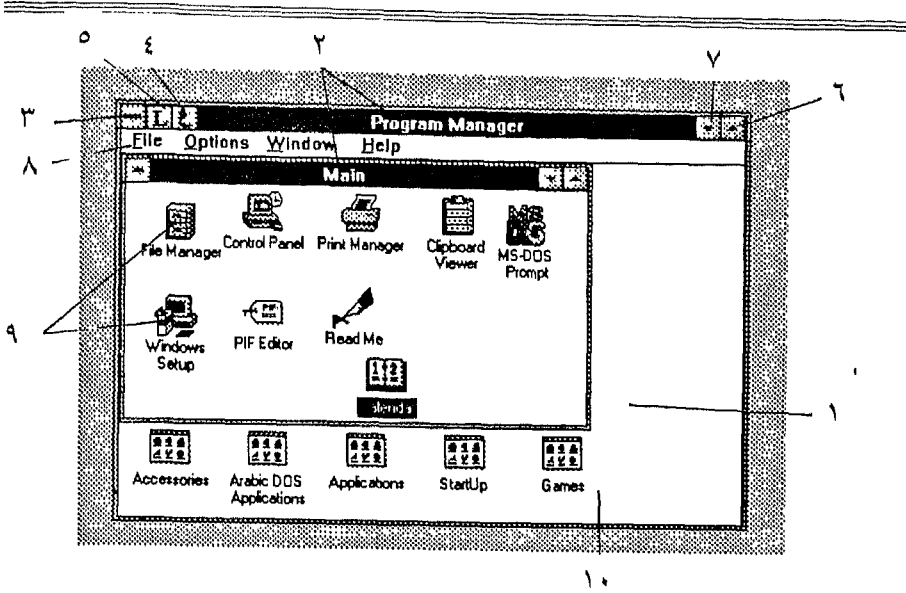 ٥ ٤ ٢ ٧ ٦
٣ Program Manager
٨ File Options Window Help
Main
File Manager Control Panel Print Manager Clipboard Viewer MS-DOS Prompt
٩
Windows Setup PIF Editor Read Me
١
Accessories Arabic DOS Applications Applications StartUp Games
١٠